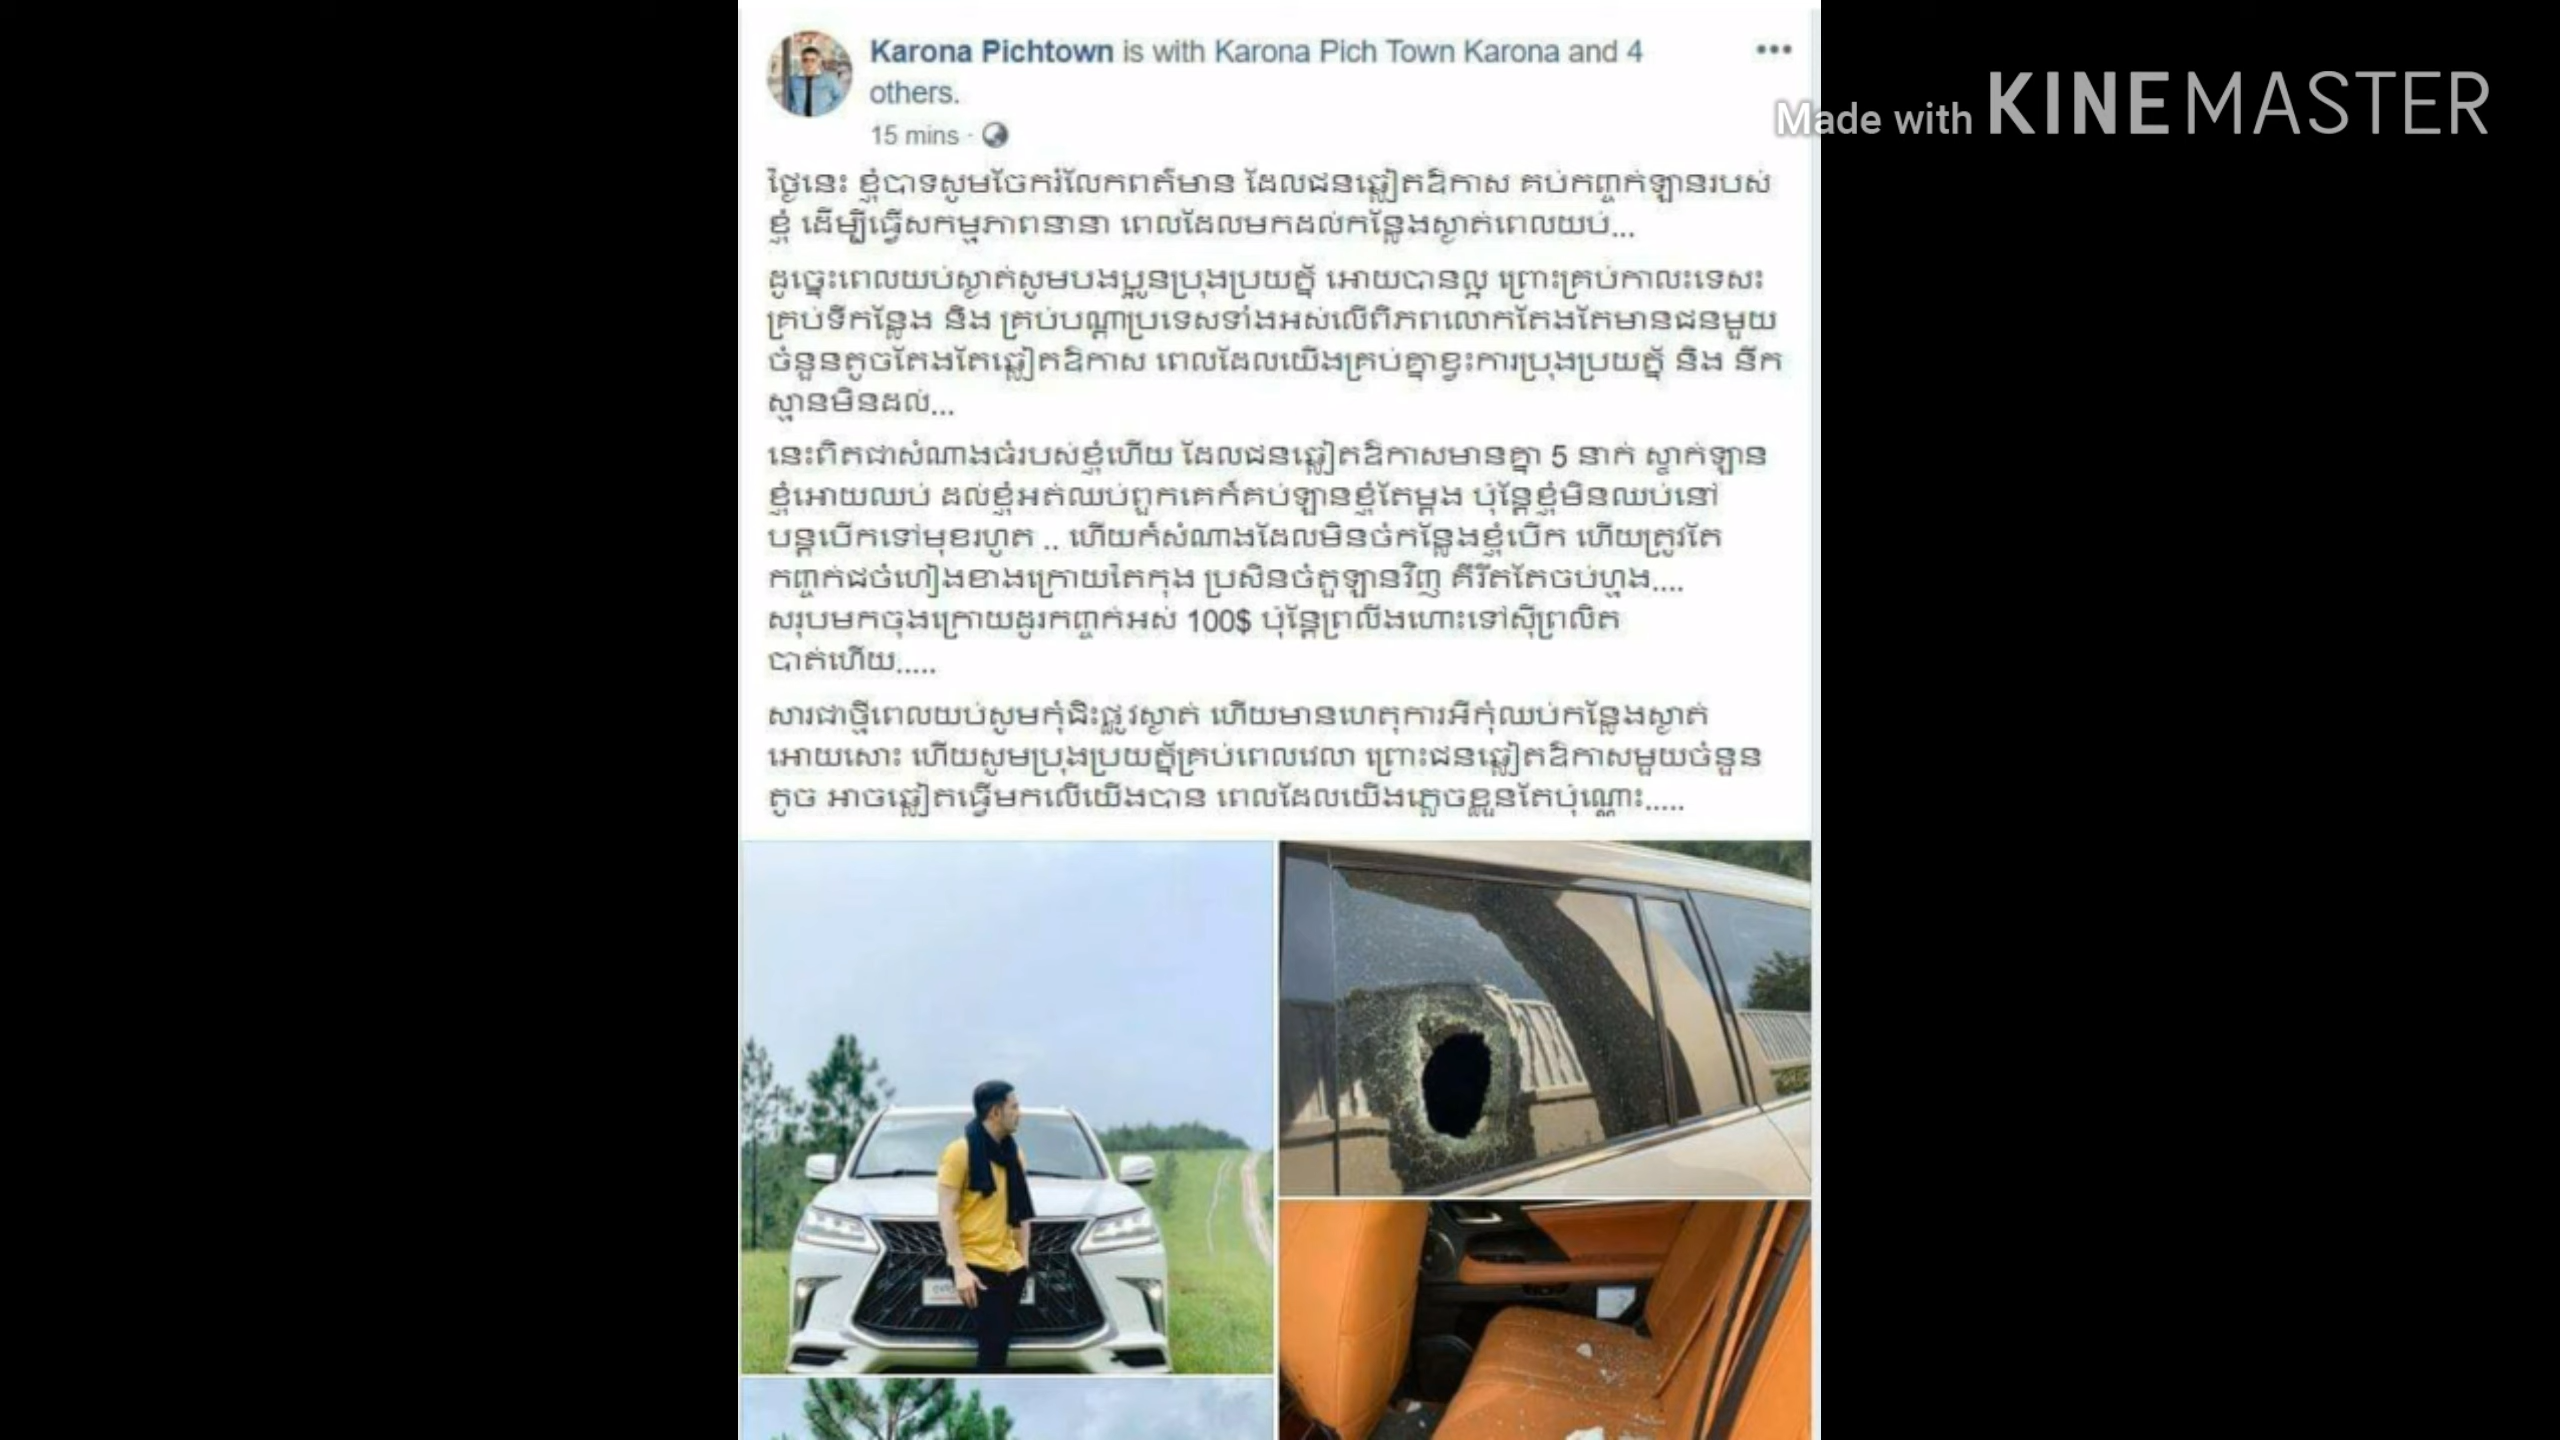 Karona Pichtown is with Karona Pich Town Karona and 4
others.
15 mins ·
Made with KINEMASTER
ថ្ងៃនេះ ខ្ញុំបាទសូមចែករំលែកពត៌មាន ដែលជនឆ្លៀតឱកាស គប់កញ្ចក់ឡានរបស់
ខ្ញុំ ដើម្បីធ្វើសកម្មភាពនានា ពេលដែលមកដល់កន្លែងស្ងាត់ពេលយប់...
ដូច្នេះពេលយប់ស្ងាត់សូមបងប្អូនប្រុងប្រយត្ន័ អោយបានល្អ ព្រោះគ្រប់កាលះទេសះ
គ្រប់ទីកន្លែង និង គ្រប់បណ្តាប្រទេសទាំងអស់លើពិភពលោកតែងតែមានជនមួយ
ចំនួនតូចតែងតែឆ្លៀតឱកាស ពេលដែលយើងគ្រប់គ្នាខ្វះការប្រុងប្រយត្ន័ និង នឹក
ស្មានមិនដល់...
នេះពិតជាសំណាងធំរបស់ខ្ញុំហើយ ដែលជនឆ្លៀតឱកាសមានគ្នា 5 នាក់ ស្ទាក់ឡាន
ខ្ញុំអោយឈប់ ដល់ខ្ញុំអត់ឈប់ពួកគេក៏គប់ឡានខ្ញុំតែម្តង ប៉ុន្តែខ្ញុំមិនឈប់នៅ
បន្តបើកទៅមុខរហូត .. ហើយក៏សំណាងដែលមិនចំកន្លែងខ្ញុំបើក ហើយត្រូវតែ
កញ្ចក់ជចំហៀងខាងក្រោយតៃកុង ប្រសិនចំតួឡានវិញ គឺរឹតតែចប់ហ្មង....
សរុបមកចុងក្រោយដូរកញ្ចក់អស់ 100$ ប៉ុន្តែព្រលឹងហោះទៅស៊ីព្រលិត
បាត់ហើយ.....
សារជាថ្មីពេលយប់សូមកុំជិះផ្លូវស្ងាត់ ហើយមានហេតុការអីកុំឈប់កន្លែងស្ងាត់
អោយសោះ ហើយសូមប្រុងប្រយត្ន័គ្រប់ពេលវេលា ព្រោះជនឆ្លៀតឱកាសមួយចំនួន
តូច អាចឆ្លៀតធ្វើមកលើយើងបាន ពេលដែលយើងភ្លេចខ្លួនតែប៉ុណ្ណោះ.....